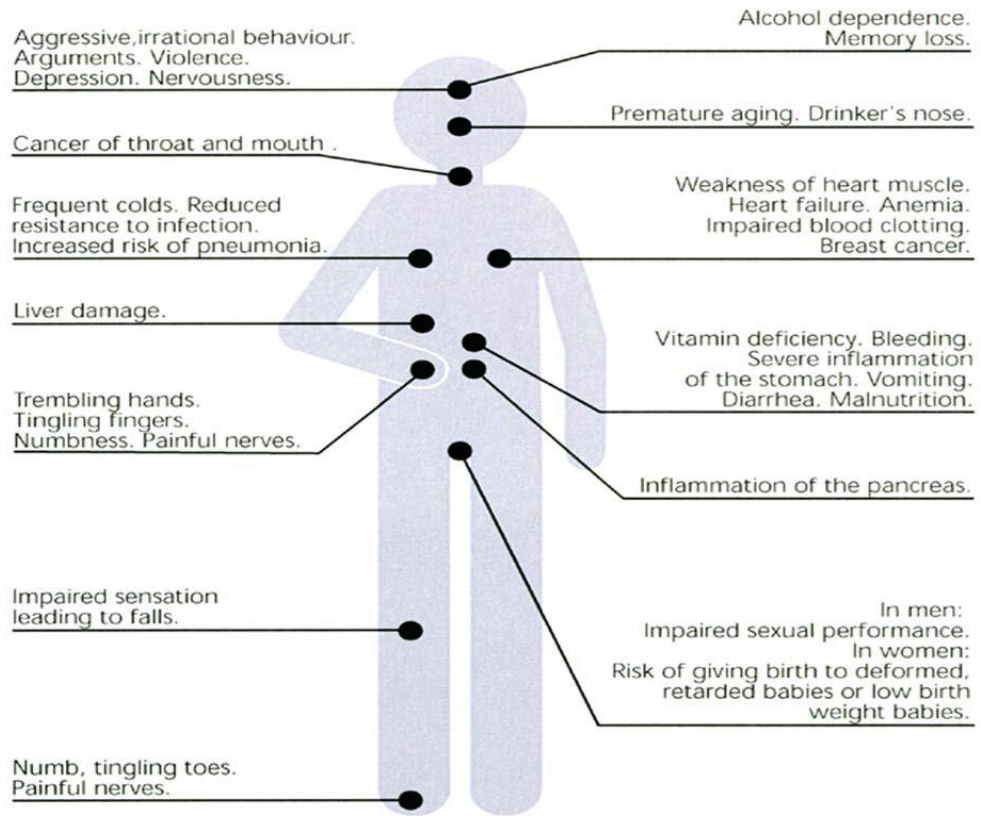 Aggressive,irrational behaviour.
Arguments. Violence.
Depression. Nervousness.
Cancer of throat and mouth .
Frequent colds. Reduced
resistance to infection.
Increased risk of pneumonia.
Liver damage.
Trembling hands.
Tingling fingers.
Numbness. Painful nerves.
Impaired sensation
leading to falls.
Numb, tingling toes.
Painful nerves.
Alcohol dependence.
Memory loss.
Premature aging. Drinker's nose.
Weakness of heart muscle.
Heart failure. Anemia.
Impaired blood clotting.
Breast cancer.
Vitamin deficiency. Bleeding.
Severe inflammation
of the stomach. Vomiting.
Diarrhea. Malnutrition.
Inflammation of the pancreas.
In men:
Impaired sexual performance.
In women:
Risk of giving birth to deformed,
retarded babies or low birth
weight babies.